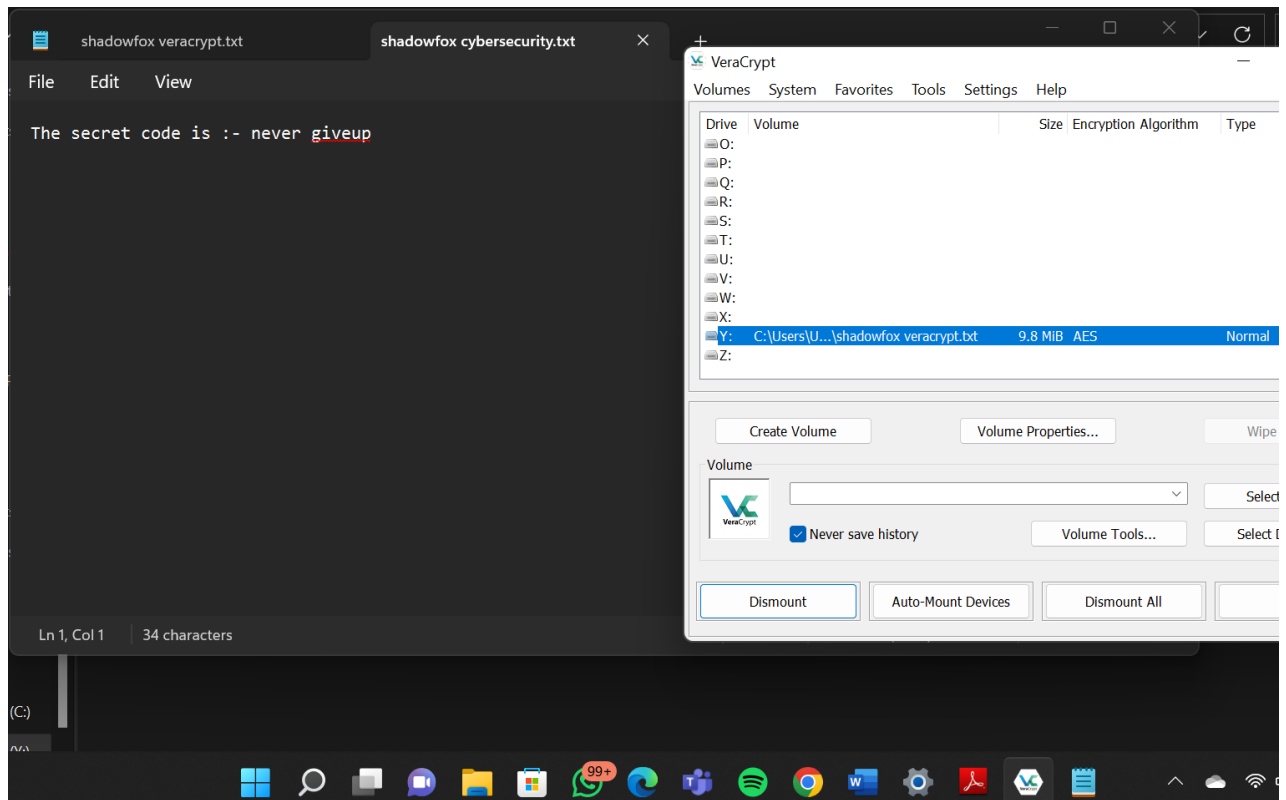 shadowfox veracrypt.txt
shadowfox cybersecurity.txt
File Edit View
The secret code is :- never giveup
Ln 1, Col 1
34 characters
(C:)
VeraCrypt
Volumes System Favorites Tools Settings Help
Drive Volume Size Encryption Algorithm Type
O:
P:
Q:
R:
S:
T:
U:
V:
W:
X:
Y: C:\Users\U...\shadowfox veracrypt.txt 9.8 MiB AES Normal
Z:
Create Volume Volume Properties... Wipe
Volume
VeraCrypt
Never save history
Volume Tools...
Select
Select D
Dismount Auto-Mount Devices Dismount All
99+